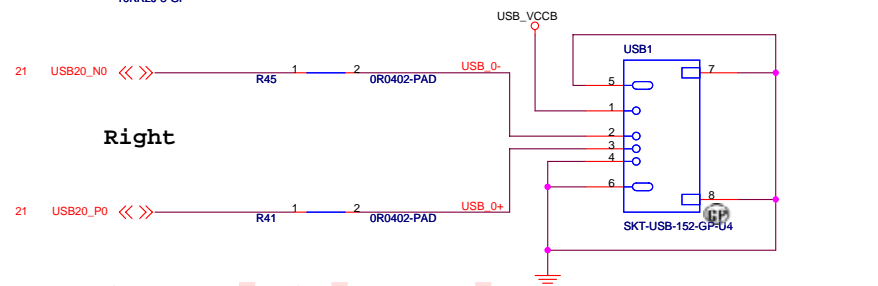 USB_VCCB
USB1
21 USB20_N0 1 2 USB_0- 7
R45 0R0402-PAD 5
1
Right
2
3
4
6
8
21 USB20_P0 1 2 USB_0+
R41 0R0402-PAD GP
SKT-USB-152-GP-U4